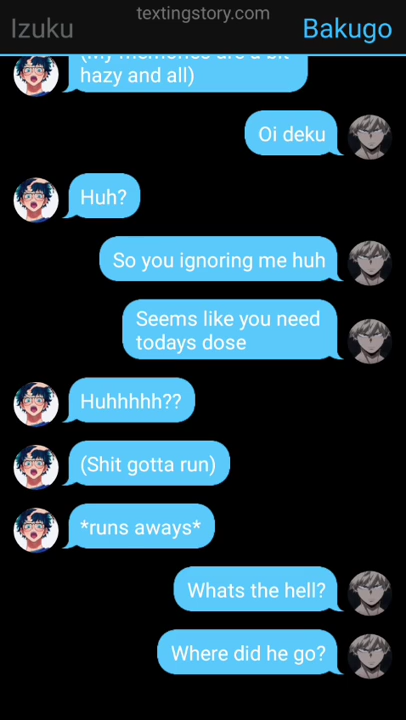 textingstory.com
Izuku
Bakugo
(My memories are a bit
hazy and all)
Oi deku
Huh?
So you ignoring me huh
Seems like you need
todays dose
Huhhhhh??
(Shit gotta run)
*runs aways*
Whats the hell?
Where did he go?